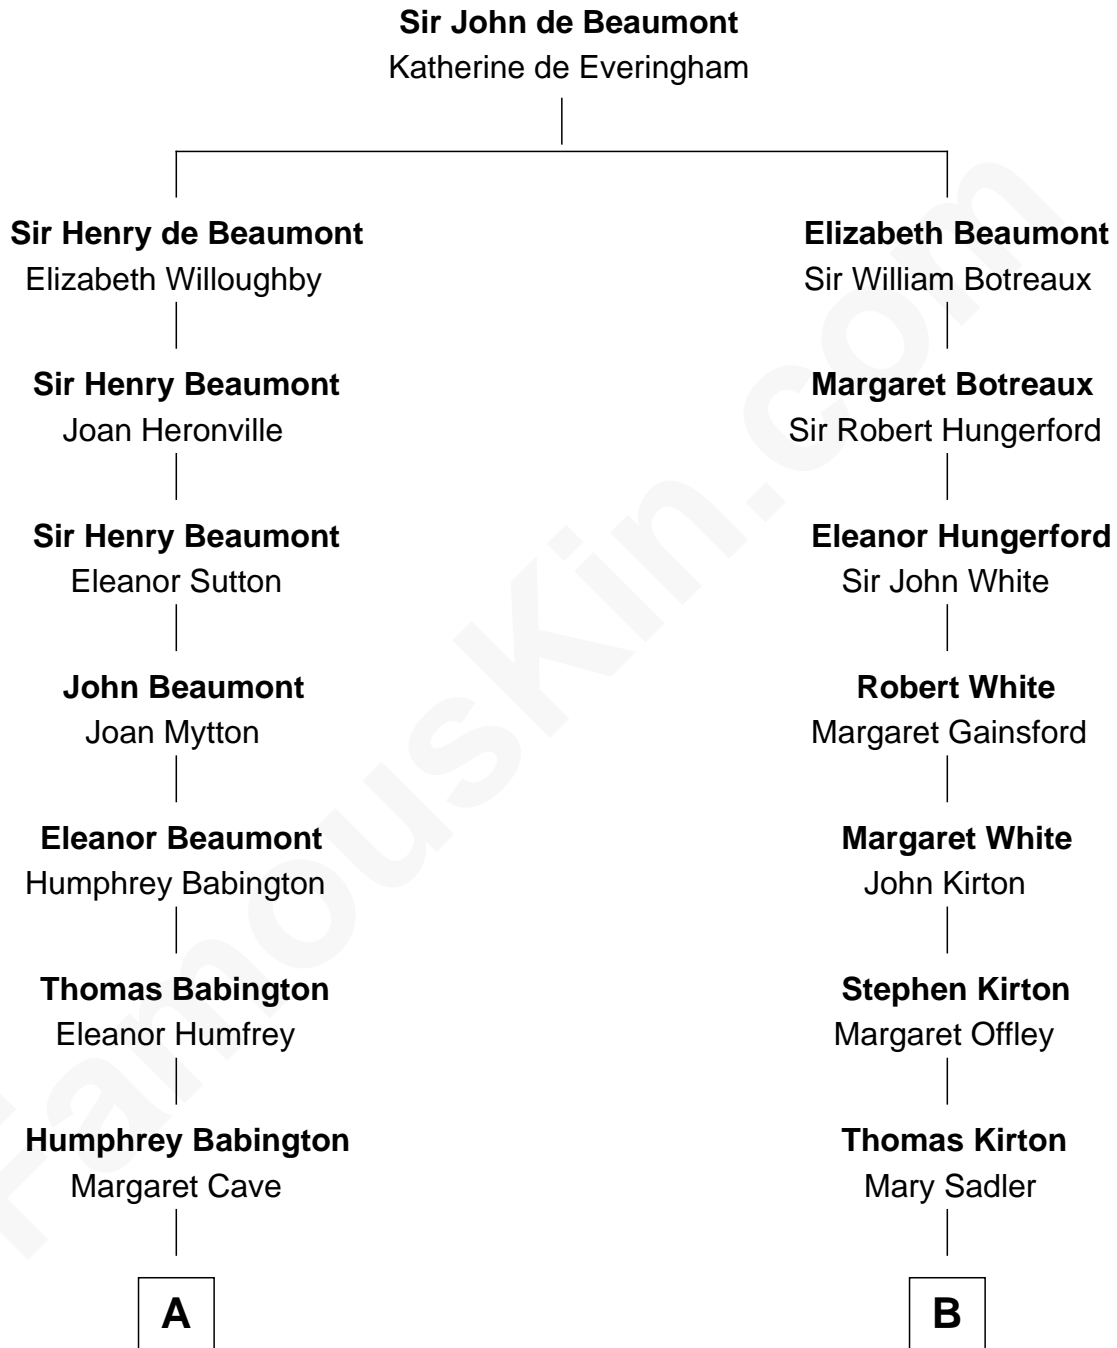 Sir John de Beaumont
Katherine de Everingham
Sir Henry de Beaumont
Elizabeth Willoughby
Elizabeth Beaumont
Sir William Botreaux
Sir Henry Beaumont
Joan Heronville
Margaret Botreaux
Sir Robert Hungerford
Sir Henry Beaumont
Eleanor Sutton
Eleanor Hungerford
Sir John White
John Beaumont
Joan Mytton
Robert White
Margaret Gainsford
Eleanor Beaumont
Humphrey Babington
Margaret White
John Kirton
Thomas Babington
Eleanor Humfrey
Stephen Kirton
Margaret Offley
Humphrey Babington
Margaret Cave
Thomas Kirton
Mary Sadler
A
B
FamousKin.com